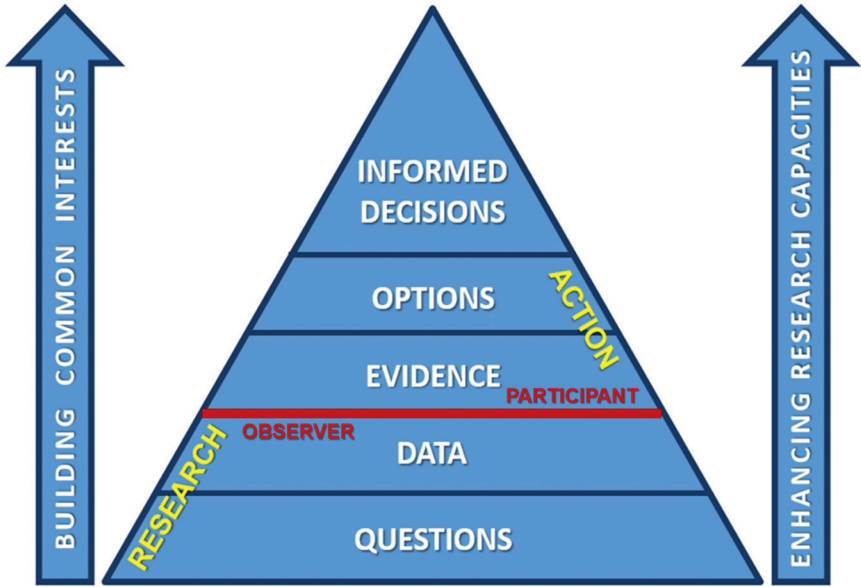 BUILDING COMMON INTERESTS
INFORMED
DECISIONS
OPTIONS
ACTION
EVIDENCE
PARTICIPANT
OBSERVER
RESEARCH
DATA
QUESTIONS
ENHANCING RESEARCH CAPACITIES